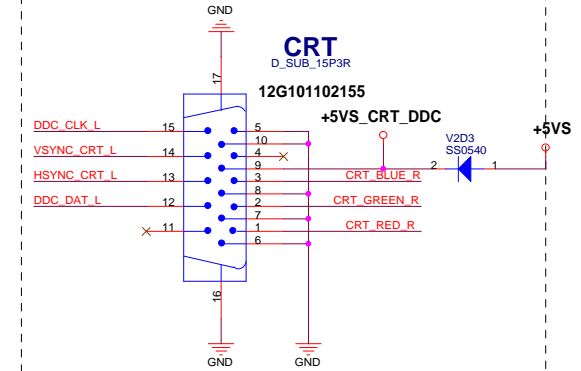 GND
CRT
D_SUB_15P3R
17
12G101102155
+5VS_CRT_DDC
+5VS
V2D3
SS0540
DDC_CLK_L 15 5
10
VSYNC_CRT_L 14 4
9 2 1
HSYNC_CRT_L 13 3 CRT_BLUE_R
8
DDC_DAT_L 12 2 CRT_GREEN_R
7
11 1 CRT_RED_R
6
16
GND GND